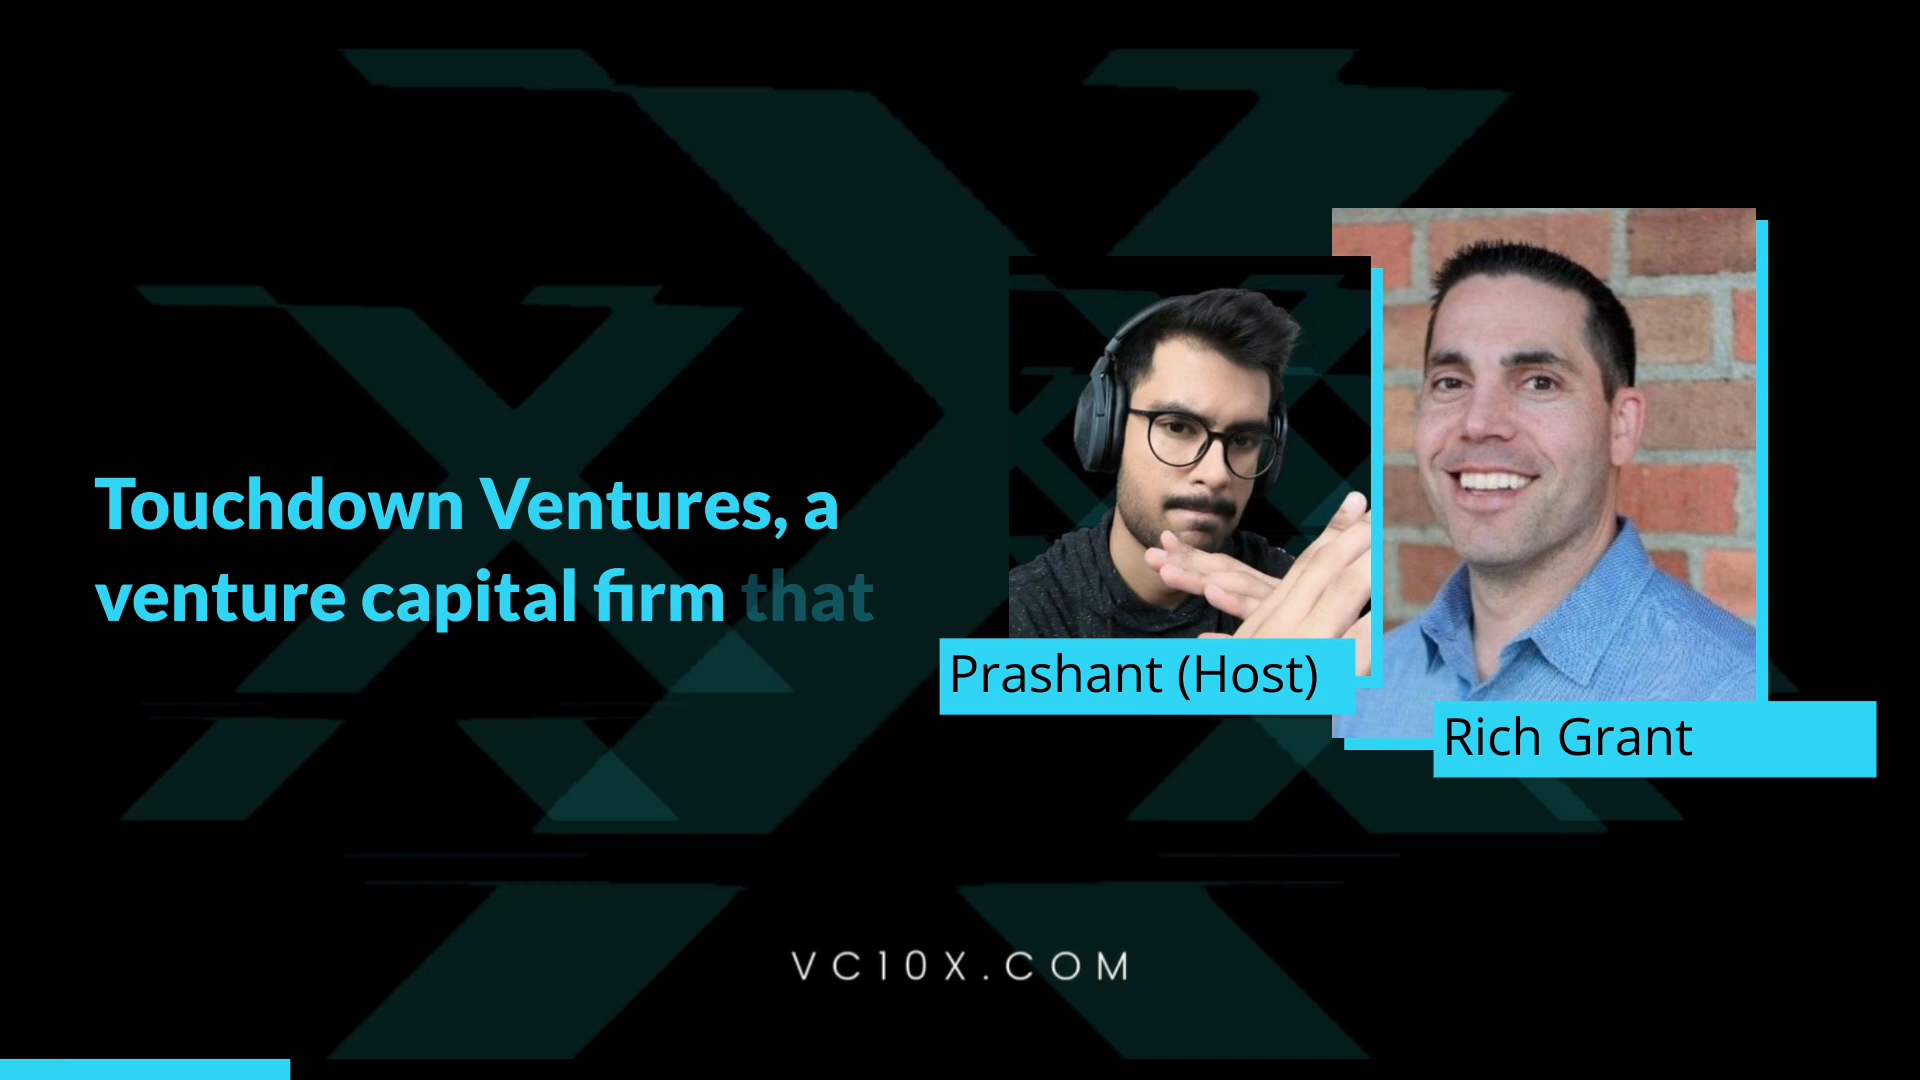 Touchdown Ventures, a
venture capital firm that
Prashant (Host)
Rich Grant
VC10X.COM